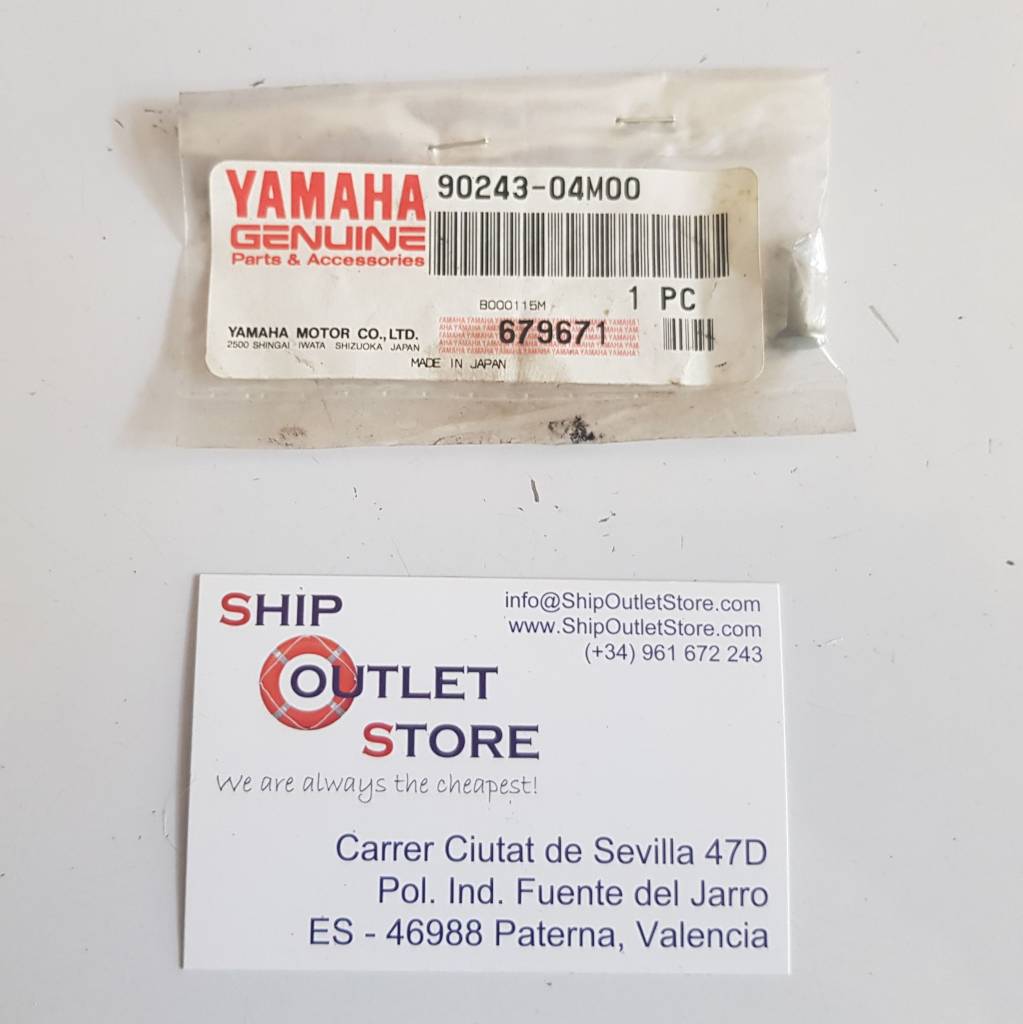 YAMAHA 90243-04M00
GENUINE
Parts & Accessories
B000115M
1 PC
YAMAHA MOTOR CO.,LTD.
2500 SHINGAI IWATA SHIZUOKA JAPAN
679671
MADE IN JAPAN
SHIP
OUTLET
STORE
We are always the cheapest!
info@ShipOutletStore.com
www.ShipOutletStore.com
(+34) 961 672 243
Carrer Ciutat de Sevilla 47D
Pol. Ind. Fuente del Jarro
ES - 46988 Paterna, Valencia